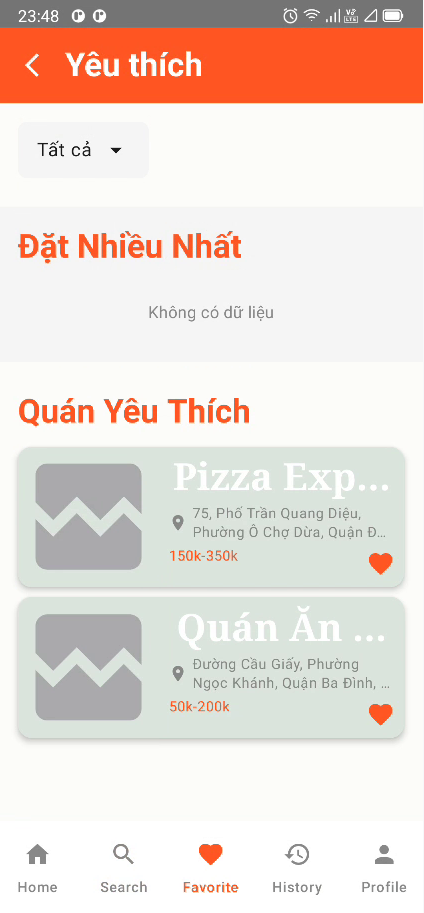 23:48
Yêu thích
Tất cả
Đặt Nhiều Nhất
Không có dữ liệu
Quán Yêu Thích
Pizza Exp...
75, Phố Trần Quang Diệu,
Phường Ô Chợ Dừa, Quận Đ...
150k-350k
Quán Ăn ...
Đường Cầu Giấy, Phường
Ngọc Khánh, Quận Ba Đình, ...
50k-200k
Home Search Favorite History Profile